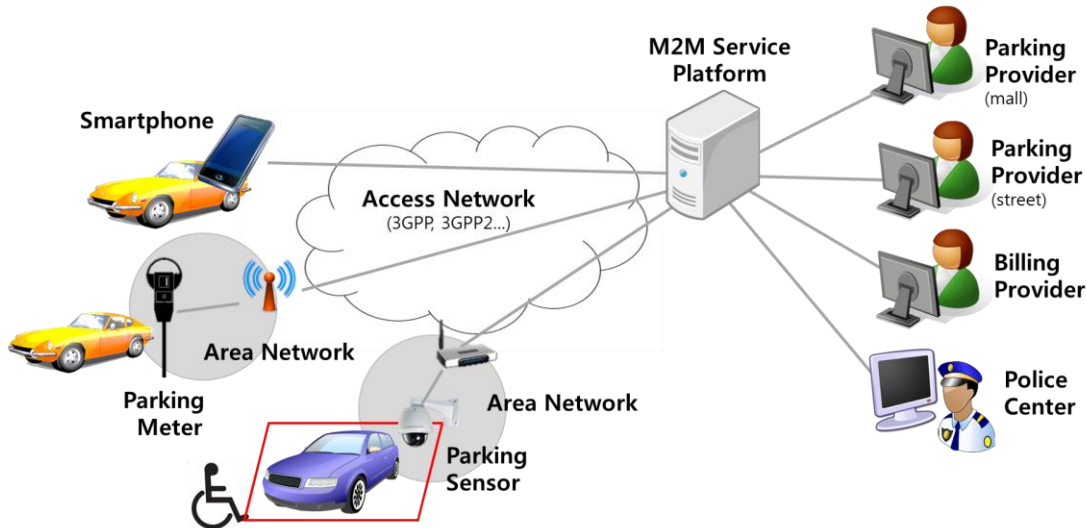 M2M Service
Platform
Parking
Provider
(mall)
Smartphone
Parking
Provider
(street)
Access Network
(3GPP, 3GPP2...)
Billing
Provider
Area Network
Parking
Meter
Area Network
Police
Center
Parking
Sensor